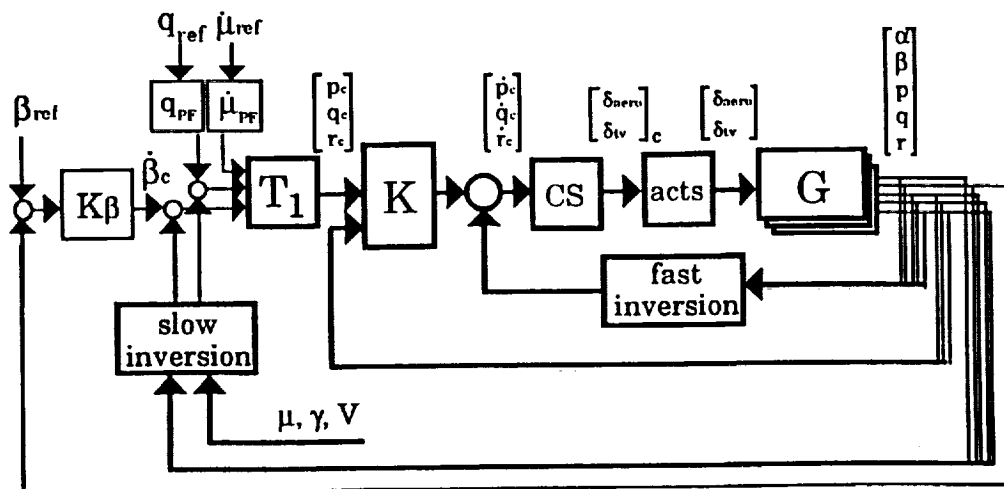 q_ref μ̇_ref
β_ref
q_PF
μ̇_PF
β̇_c
Kβ
T_1
p_c
q_c
r_c
K
ṗ_c
q̇_c
ṙ_c
CS
δ_aero
δ_tv
c
acts
δ_aero
δ_tv
G
α
β
p
q
r
fast
inversion
slow
inversion
μ, γ, V